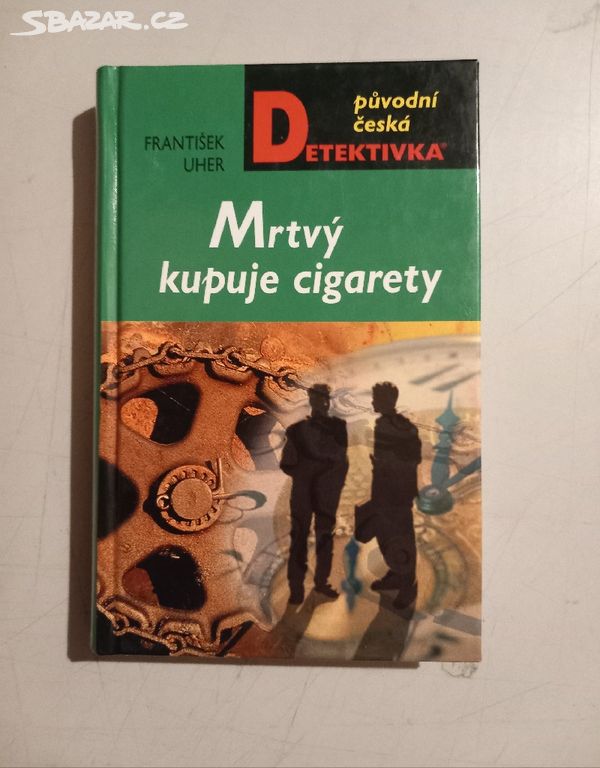 SBAZAR.CZ
FRANTIŠEK
UHER
původní
česká
DETEKTIVKA®
Mrtvý
kupuje cigarety